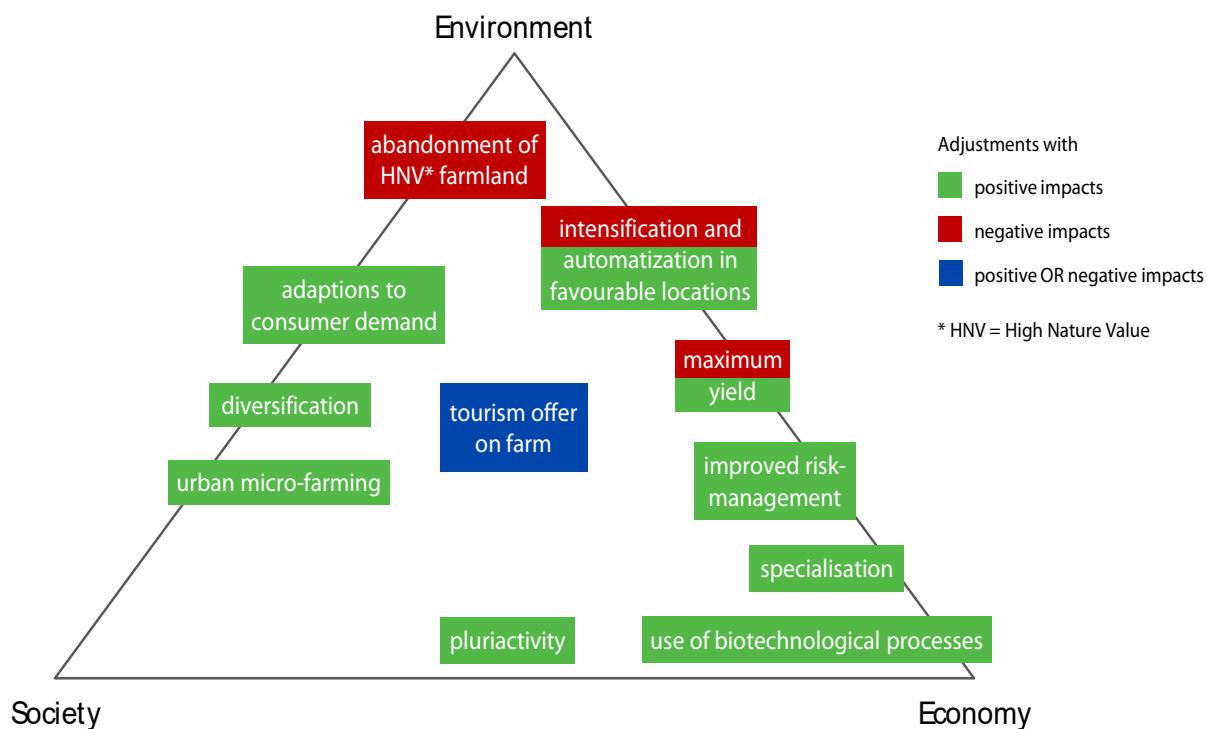 Environment
abandonment of
HNV* farmland
intensification and
automatization in
favourable locations
adaptions to
consumer demand
maximum
yield
diversification
tourism offer
on farm
urban micro-farming
improved risk-
management
specialisation
pluriactivity
use of biotechnological processes
Society
Economy
Adjustments with
positive impacts
negative impacts
positive OR negative impacts
* HNV = High Nature Value